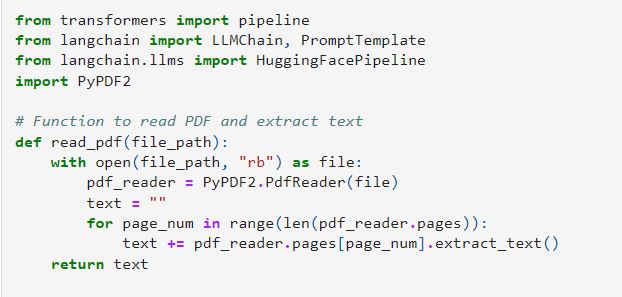 from transformers import pipeline
from langchain import LLMChain, PromptTemplate
from langchain.llms import HuggingFacePipeline
import PyPDF2

# Function to read PDF and extract text
def read_pdf(file_path):
    with open(file_path, "rb") as file:
        pdf_reader = PyPDF2.PdfReader(file)
        text = ""
        for page_num in range(len(pdf_reader.pages)):
            text += pdf_reader.pages[page_num].extract_text()
    return text